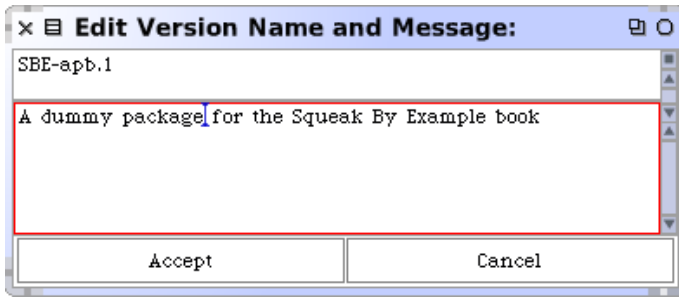 Edit Version Name and Message:
SBE-apb.1
A dummy package for the Squeak By Example book
Accept
Cancel